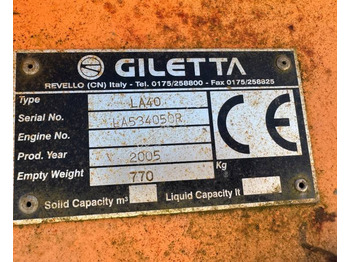 GILETTA
REVELLO (CN) Italy - Tel. 0175/258800 - Fax 0175/258825
Type LA40
Serial No.
Engine No.
Prod. Year 2005
Empty Weight 770 Kg
Solid Capacity m³ Liquid Capacity lt
CE